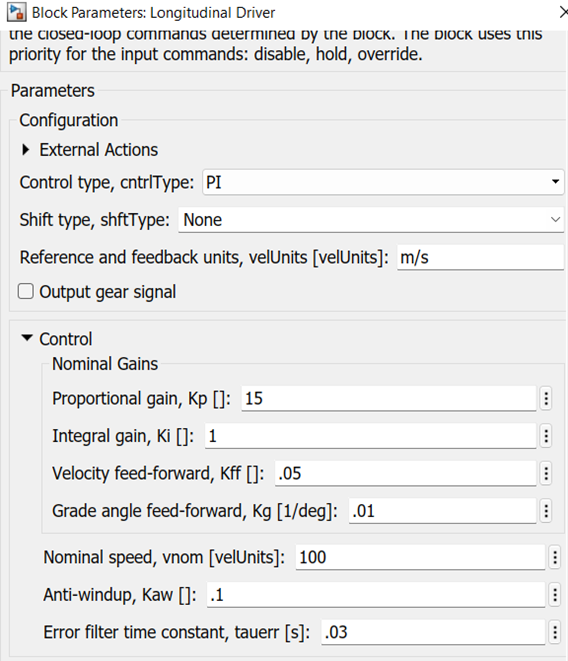 Block Parameters: Longitudinal Driver
the closed-loop commands determined by the block. The block uses this
priority for the input commands: disable, hold, override.
Parameters
Configuration
External Actions
Control type, cntrlType: PI
Shift type, shftType: None
Reference and feedback units, velUnits [velUnits]: m/s
Output gear signal
Control
Nominal Gains
Proportional gain, Kp []: 15
Integral gain, Ki []: 1
Velocity feed-forward, Kff []: .05
Grade angle feed-forward, Kg [1/deg]: .01
Nominal speed, vnom [velUnits]: 100
Anti-windup, Kaw []: .1
Error filter time constant, tauerr [s]: .03